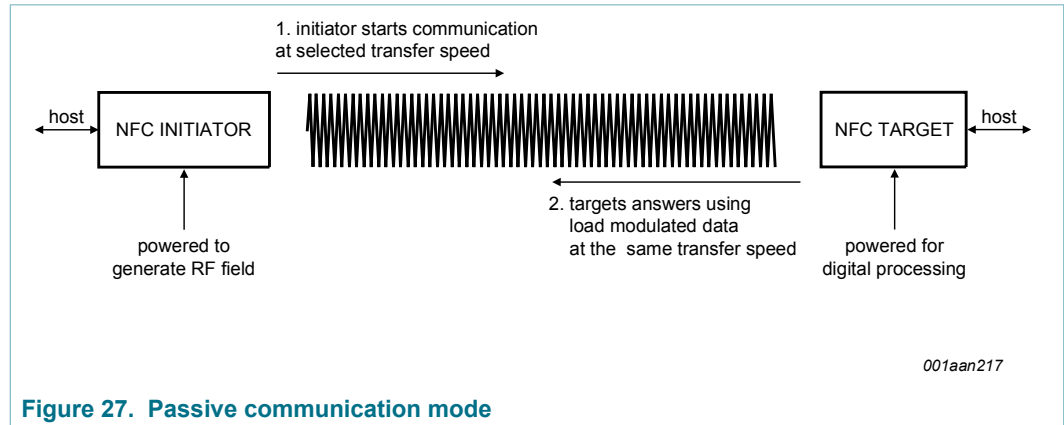 1. initiator starts communication
at selected transfer speed
host
NFC INITIATOR
NFC TARGET
host
2. targets answers using
load modulated data
at the same transfer speed
powered to
generate RF field
powered for
digital processing
001aan217
Figure 27. Passive communication mode